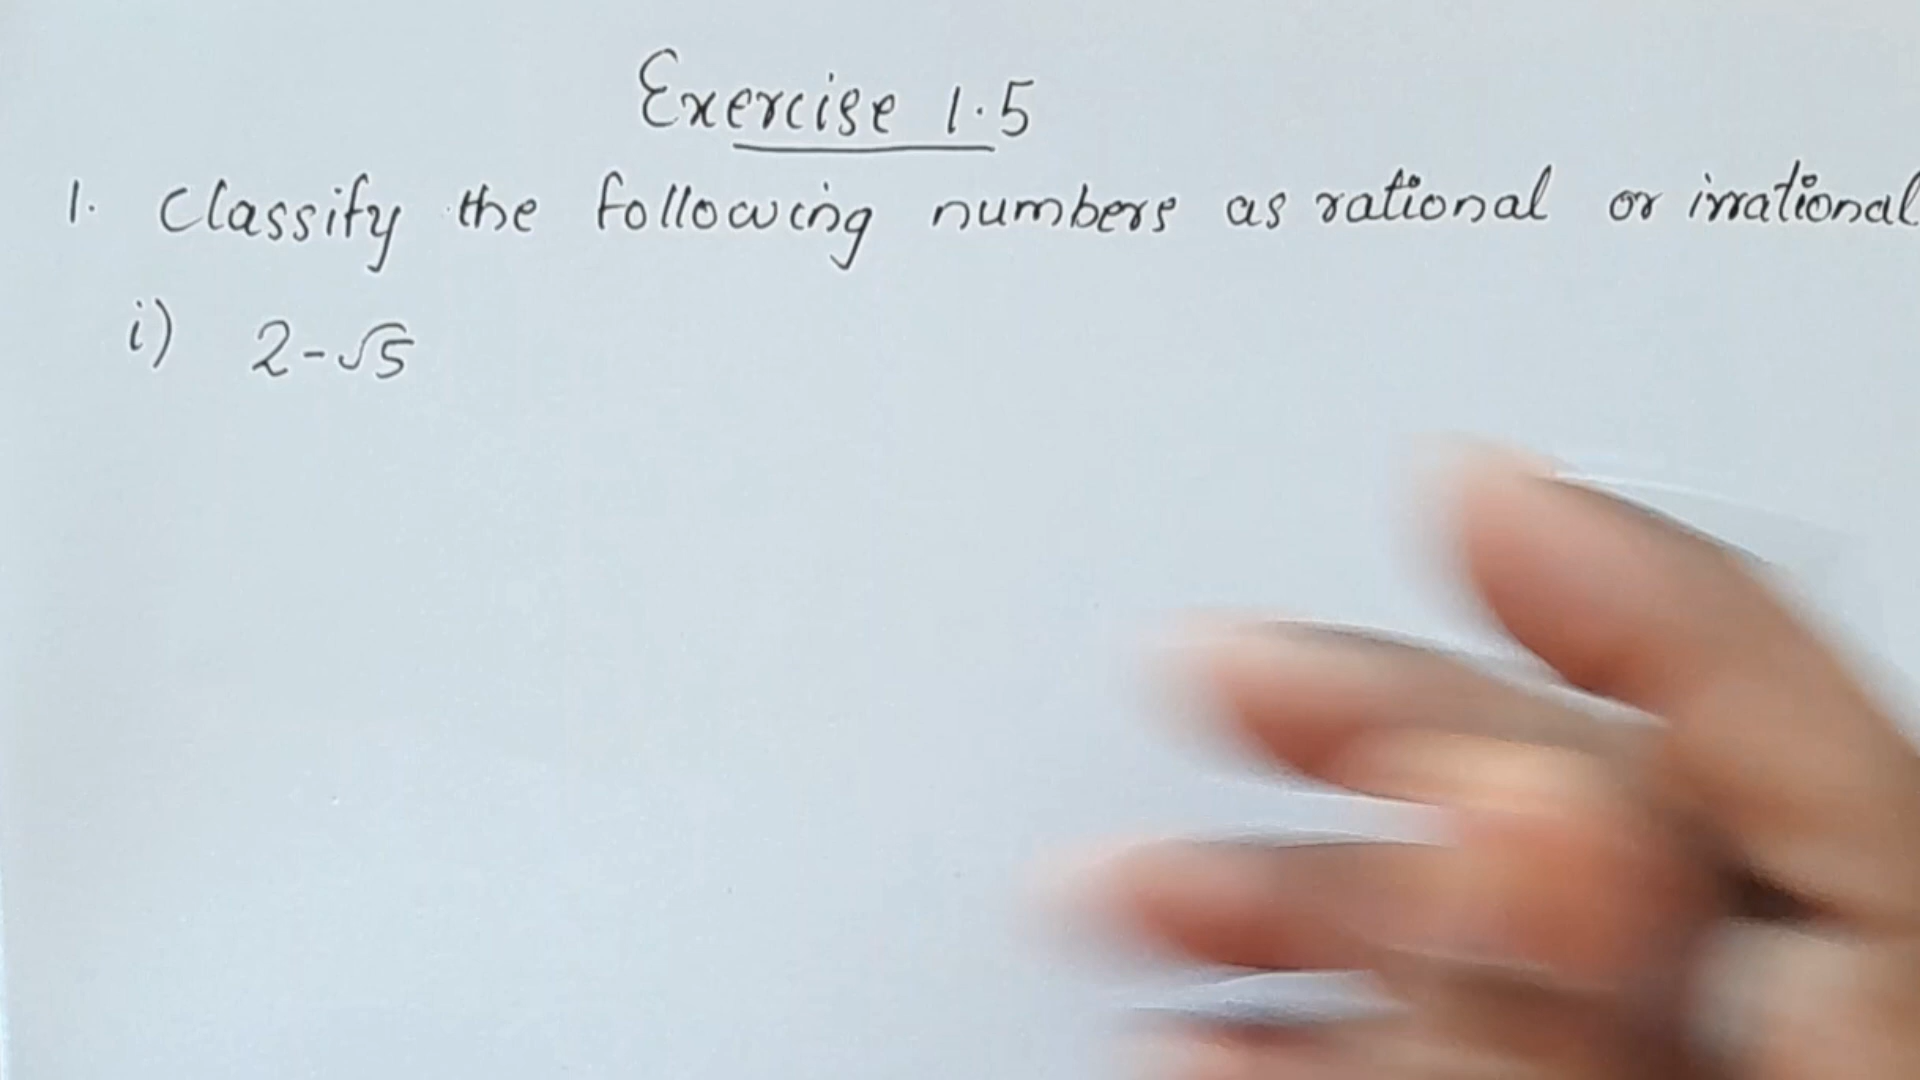 Exercise 1.5
1. Classify the following numbers as rational or irrational
i) 2-√5